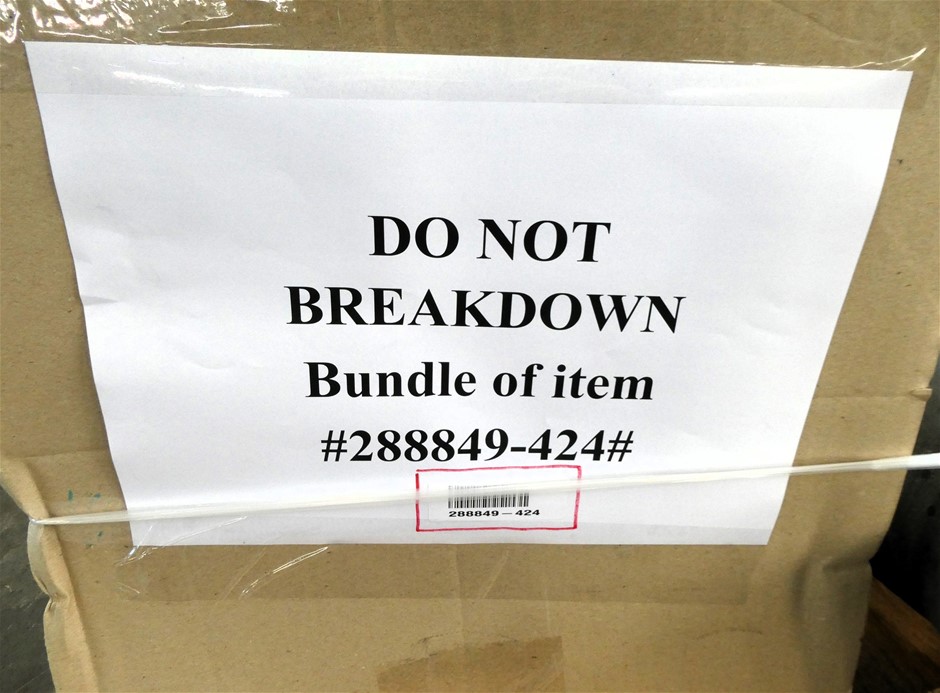 DO NOT
BREAKDOWN
Bundle of item
#288849-424#
288849-424